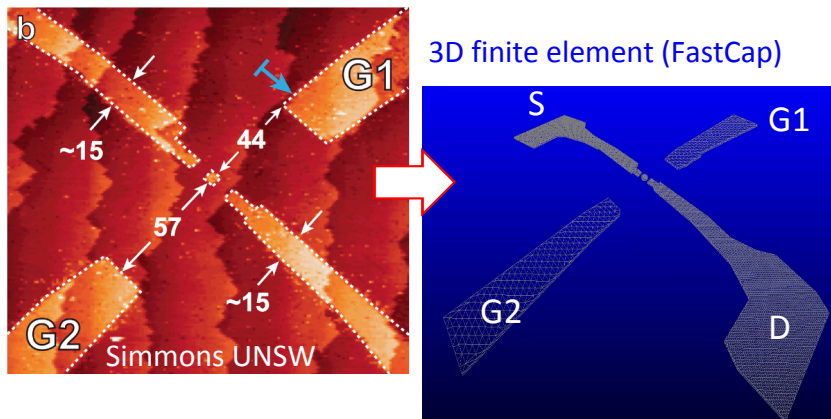 b
G1
~15
44
57
~15
G2
Simmons UNSW
3D finite element (FastCap)
S
G1
G2
D